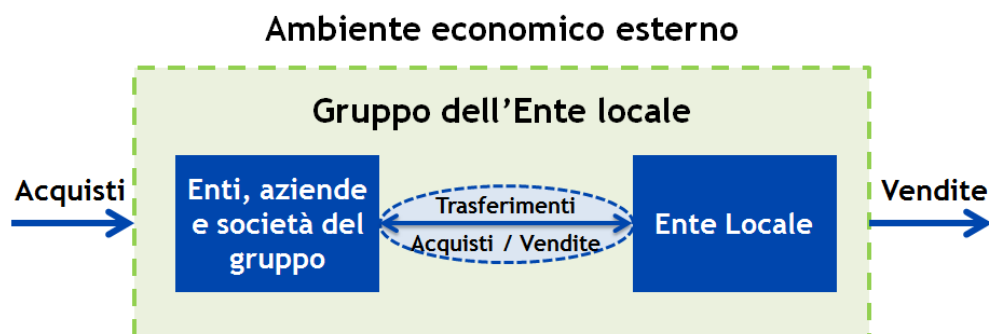 Ambiente economico esterno
Gruppo dell'Ente locale
Acquisti
Enti, aziende
e società del
gruppo
Trasferimenti
Acquisti / Vendite
Ente Locale
Vendite